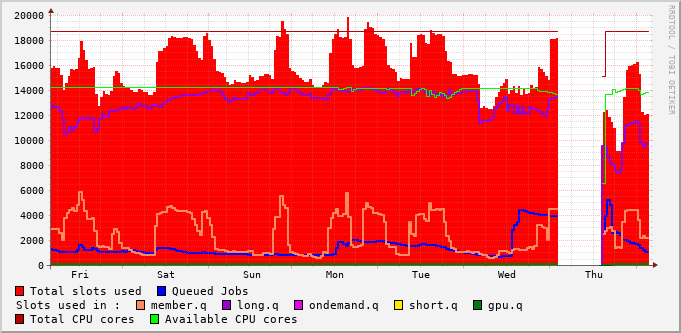 20000
18000
16000
14000
12000
10000
8000
6000
4000
2000
0
Fri Sat Sun Mon Tue Wed Thu
RRDTOOL / TOBI OETIKER
Total slots used Queued Jobs
Slots used in : member.q long.q ondemand.q short.q gpu.q
Total CPU cores Available CPU cores